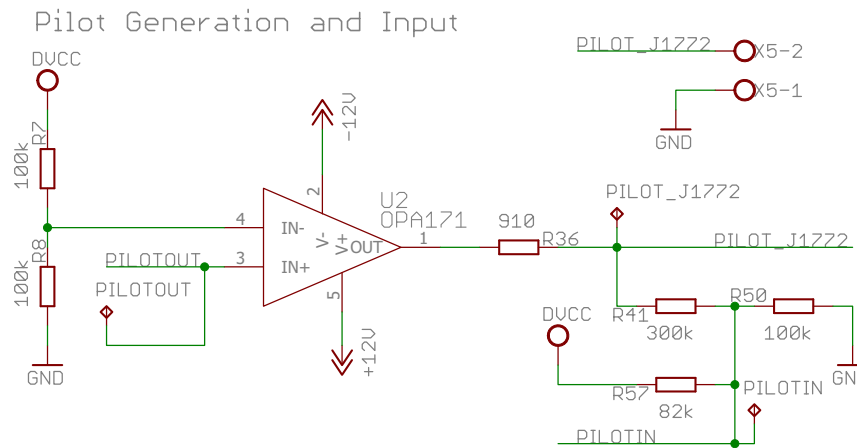 Pilot Generation and Input
DVCC
PILOT_J1772
X5-2
X5-1
GND
-12V
R7
100k
U2
OPA171
2
4
IN-
V-
V+
OUT
1
910
R36
PILOT_J1772
PILOT_J1772
R8
100k
PILOTOUT
3
IN+
PILOTOUT
5
+12V
GND
DVCC
R41
300k
R50
100k
GN
R57
82k
PILOTIN
PILOTIN